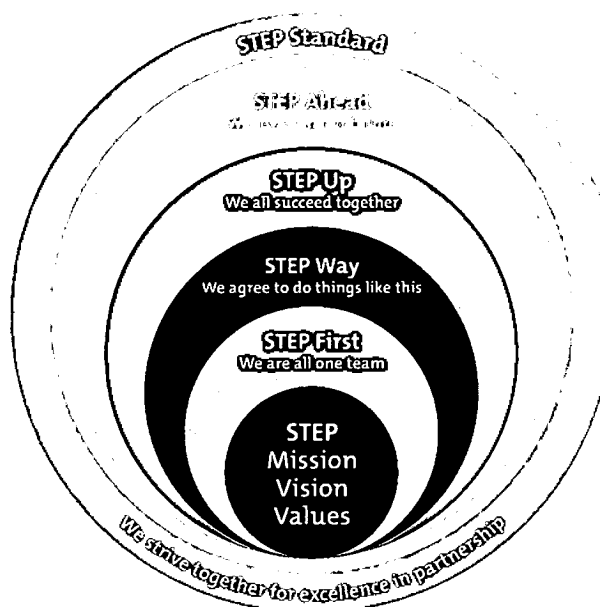 STEP Standard
STEP Ahead
STEP Up
We all succeed together
STEP Way
We agree to do things like this
STEP First
We are all one team
STEP
Mission
Vision
Values
We strive together for excellence in partnership